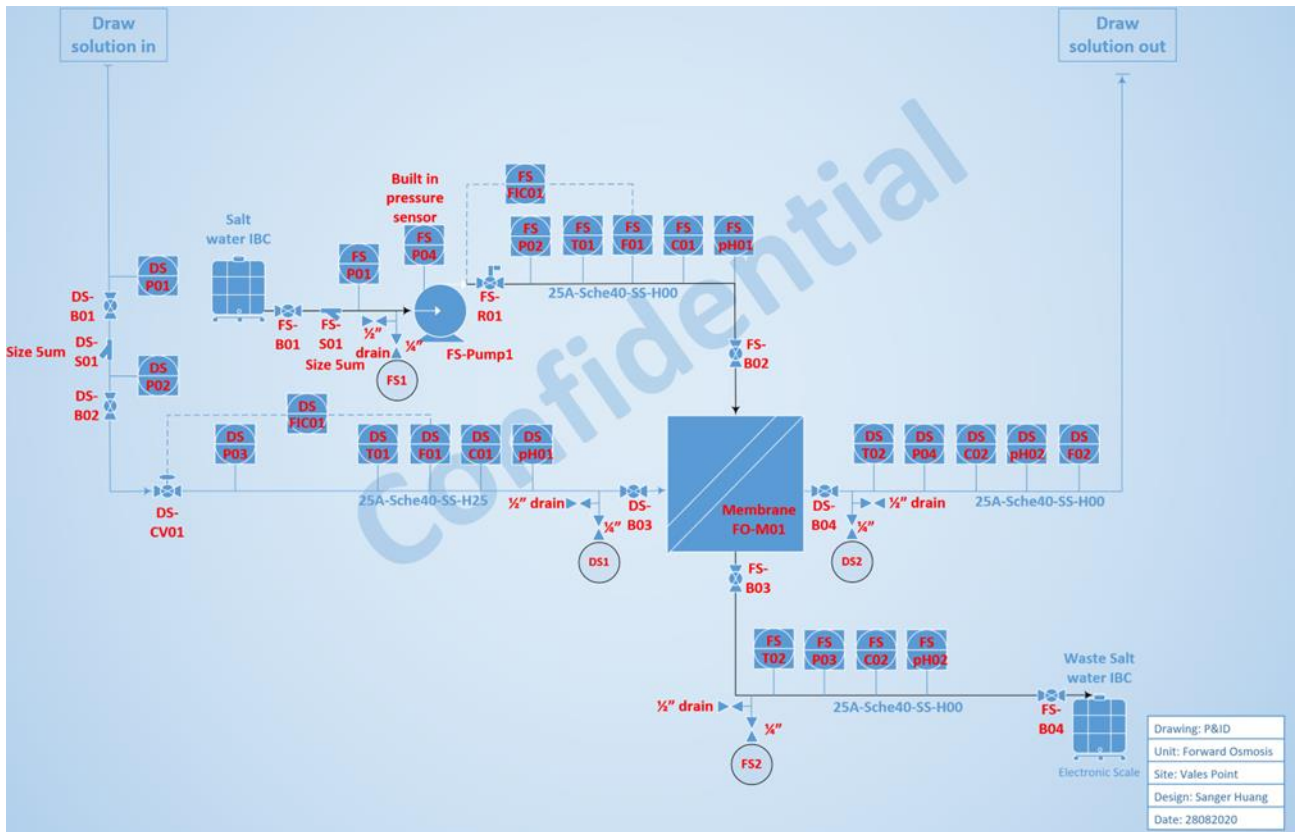 Draw
solution in
Draw
solution out
Confidential
Built in
pressure
sensor
FS
FIC01
Salt
water IBC
FS
P01
FS
P04
FS
P02
FS
T01
FS
F01
FS
C01
FS
pH01
DS
P01
DS-
B01
FS-
B01
FS-
S01
Size 5um
½”
drain
¼”
FS1
FS-Pump1
FS-
R01
25A-Sche40-SS-H00
FS-
B02
Size 5um
DS-
S01
DS
P02
DS-
B02
DS
FIC01
DS
P03
DS
T01
DS
F01
DS
C01
DS
pH01
DS-
CV01
25A-Sche40-SS-H25
½” drain
¼”
DS1
DS-
B03
Membrane
FO-M01
DS-
B04
½” drain
¼”
DS2
DS
T02
DS
P04
DS
C02
DS
pH02
DS
F02
25A-Sche40-SS-H00
FS-
B03
FS
T02
FS
P03
FS
C02
FS
pH02
½” drain
¼”
FS2
25A-Sche40-SS-H00
FS-
B04
Waste Salt
water IBC
Electronic Scale
Drawing: P&ID
Unit: Forward Osmosis
Site: Vales Point
Design: Sanger Huang
Date: 28082020